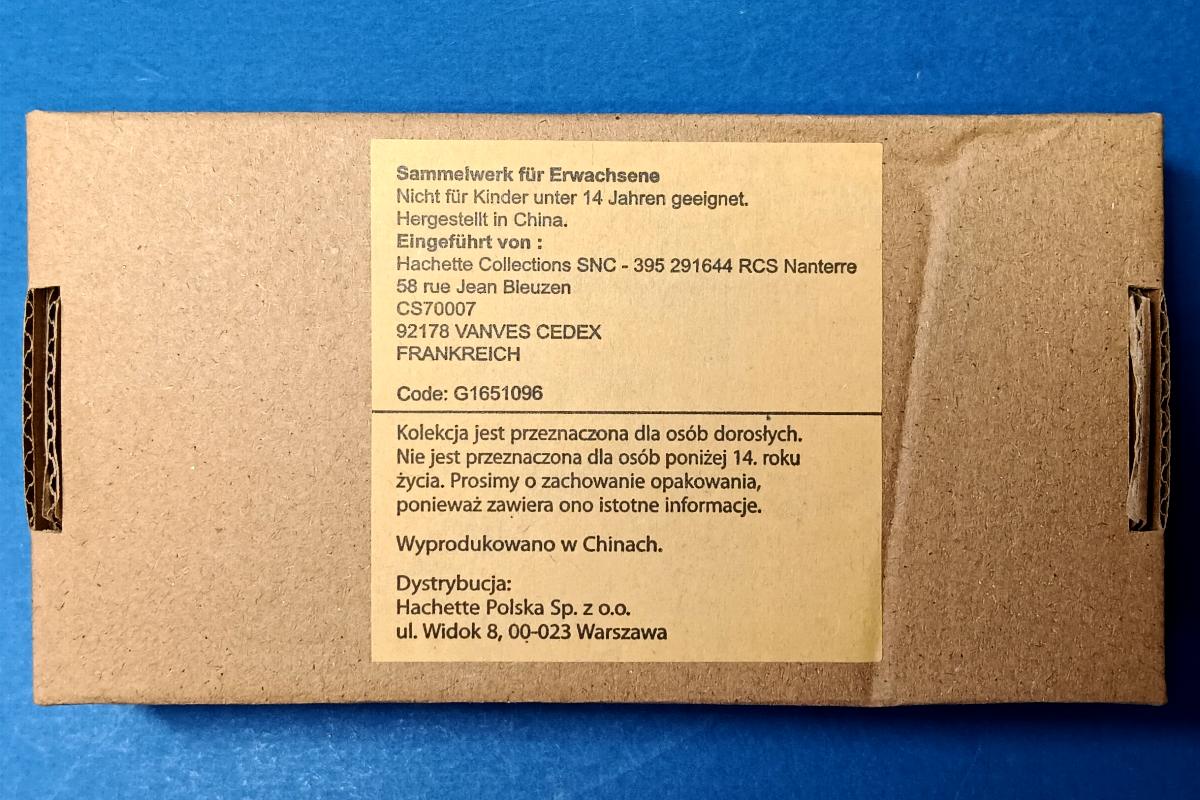 Sammelwerk für Erwachsene
Nicht für Kinder unter 14 Jahren geeignet.
Hergestellt in China.
Eingeführt von :
Hachette Collections SNC - 395 291644 RCS Nanterre
58 rue Jean Bleuzen
CS70007
92178 VANVES CEDEX
FRANKREICH
Code: G1651096
Kolekcja jest przeznaczona dla osób dorosłych.
Nie jest przeznaczona dla osób poniżej 14. roku
życia. Prosimy o zachowanie opakowania,
ponieważ zawiera ono istotne informacje.
Wyprodukowano w Chinach.
Dystrybucja:
Hachette Polska Sp. z o.o.
ul. Widok 8, 00-023 Warszawa